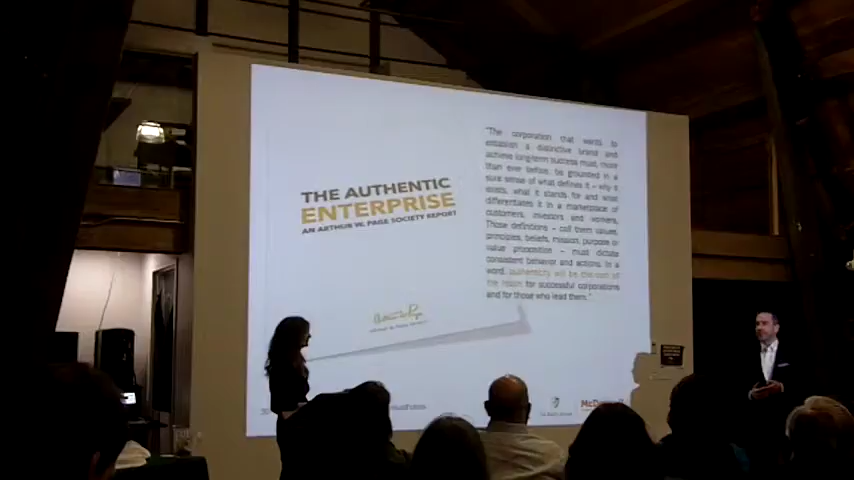 THE AUTHENTIC
ENTERPRISE
AN ARTHUR W. PAGE SOCIETY REPORT
"The corporation that wants to
establish a distinctive brand and
achieve long-term success must, more
than ever before, be grounded in a
sure sense of what defines it – why it
exists, what it stands for and what
differentiates it in a marketplace of
customers, investors and workers.
Those definitions – call them values,
principles, beliefs, mission, purpose or
value proposition – must dictate
consistent behavior and actions. In a
word, authenticity will be the coin of
the realm for successful corporations
and for those who lead them."